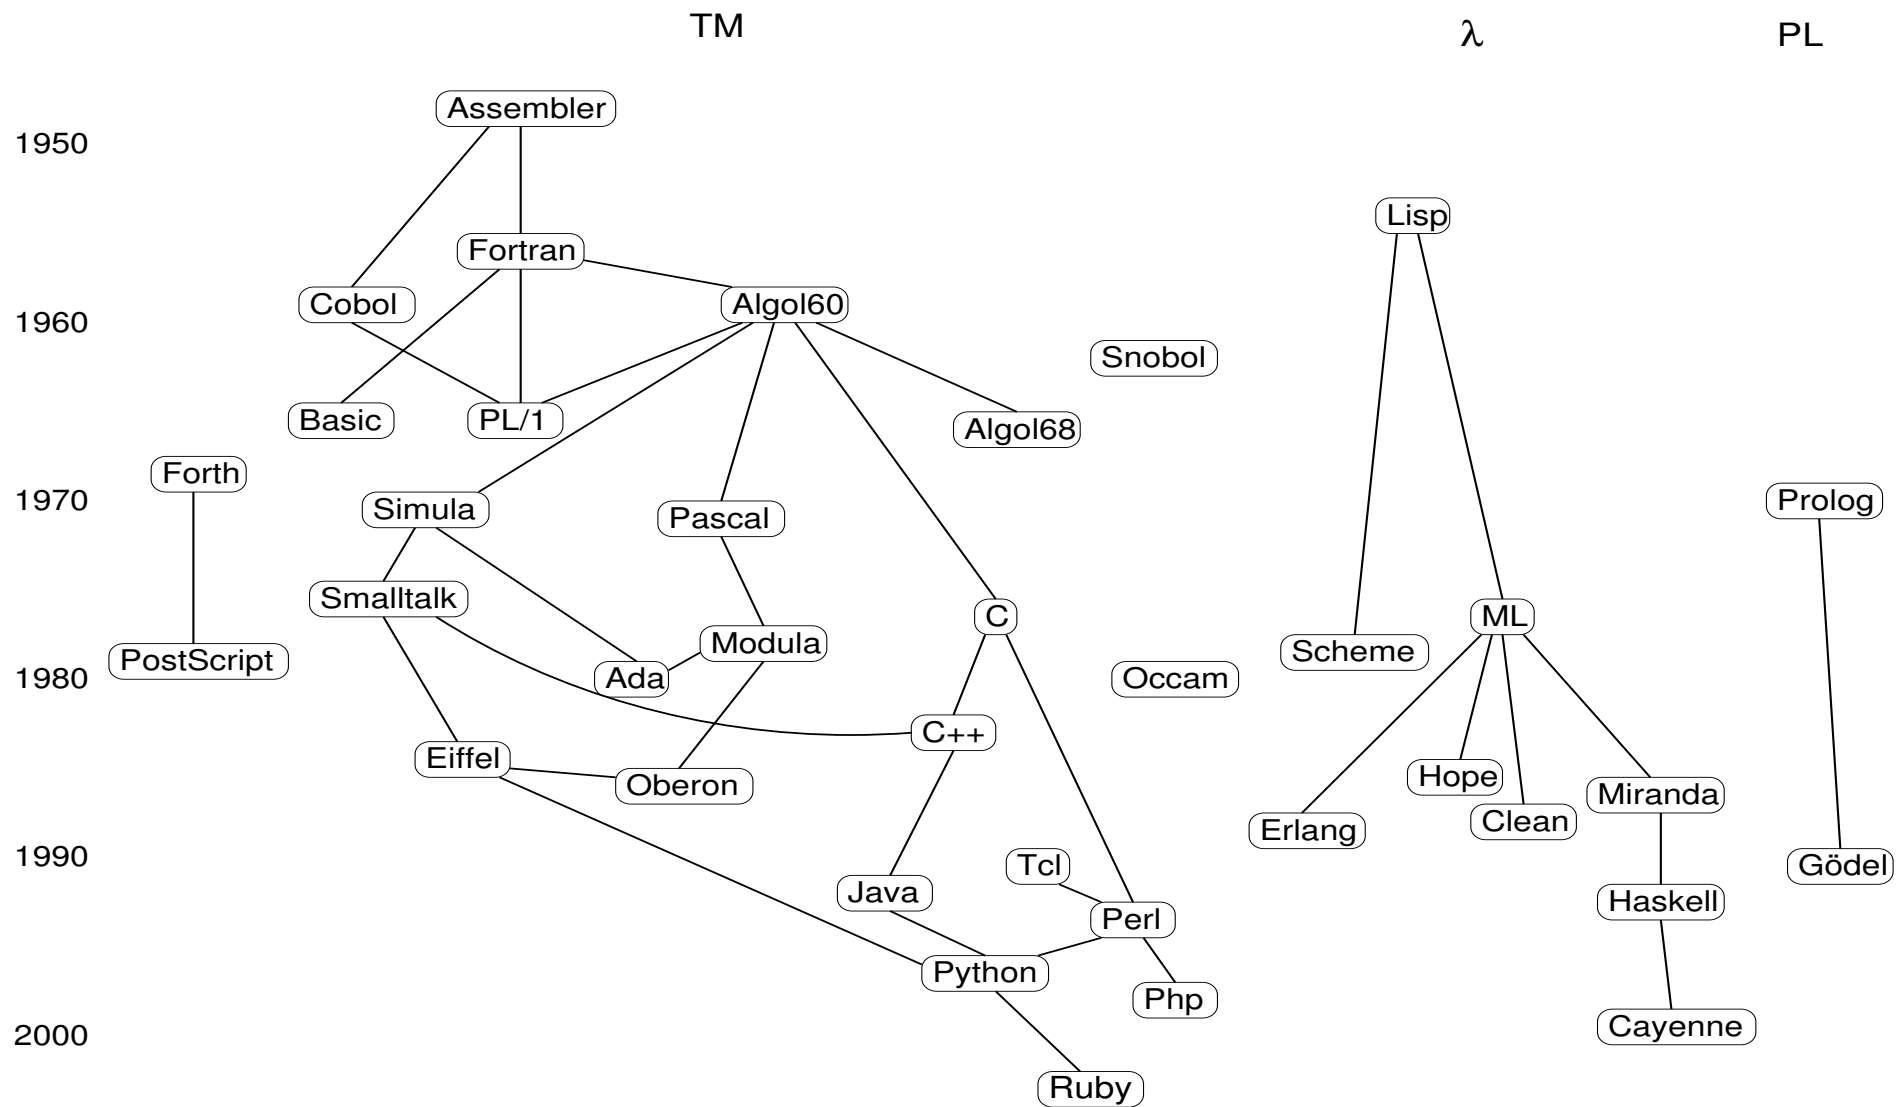 TM
λ
PL
Assembler
1950
Lisp
Fortran
Cobol
Algol60
1960
Snobol
Basic
PL/1
Algol68
Forth
1970
Prolog
Simula
Pascal
Smalltalk
C
ML
Modula
Scheme
PostScript
1980
Ada
Occam
C++
Eiffel
Hope
Oberon
Miranda
Clean
Erlang
1990
Tcl
Gödel
Java
Haskell
Perl
Python
Php
Cayenne
2000
Ruby